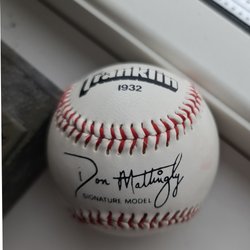 Franklin
1932
Don Mattingly
SIGNATURE MODEL